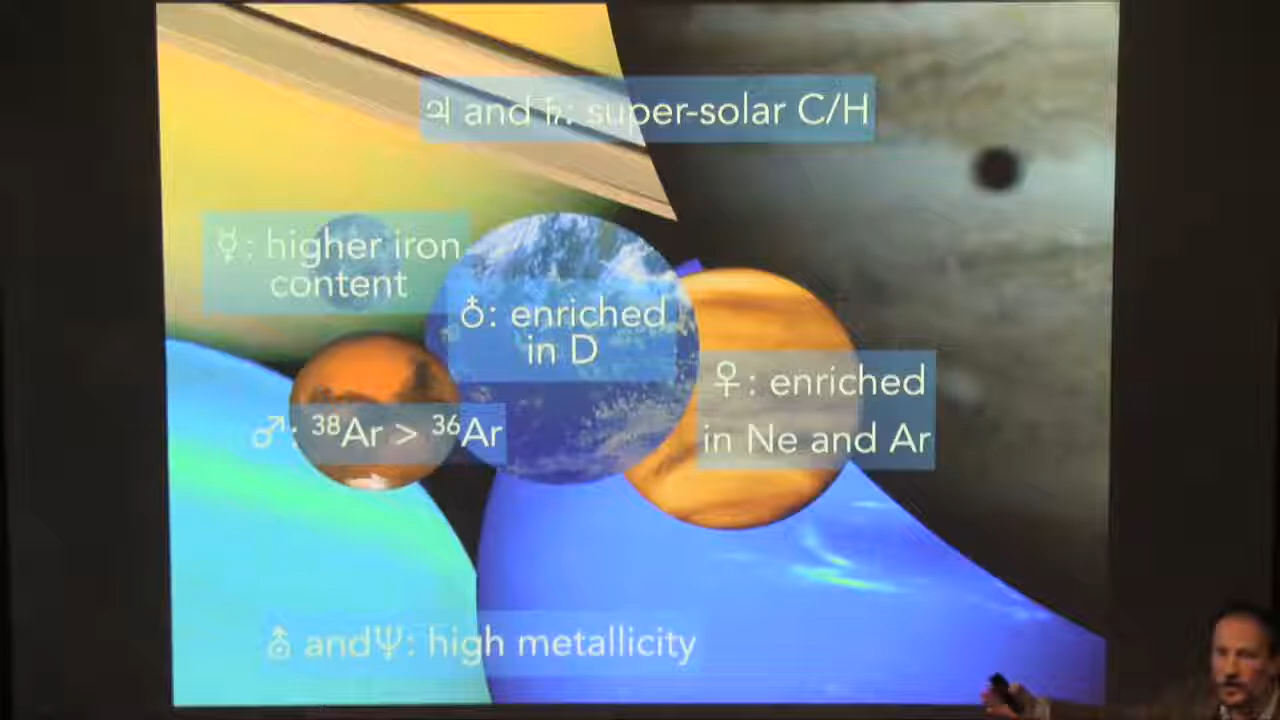 ♃ and ♄: super-solar C/H
☿: higher iron
content
♁: enriched
in D
♀: enriched
in Ne and Ar
♂: ³⁸Ar > ³⁶Ar
⛢ and♆: high metallicity